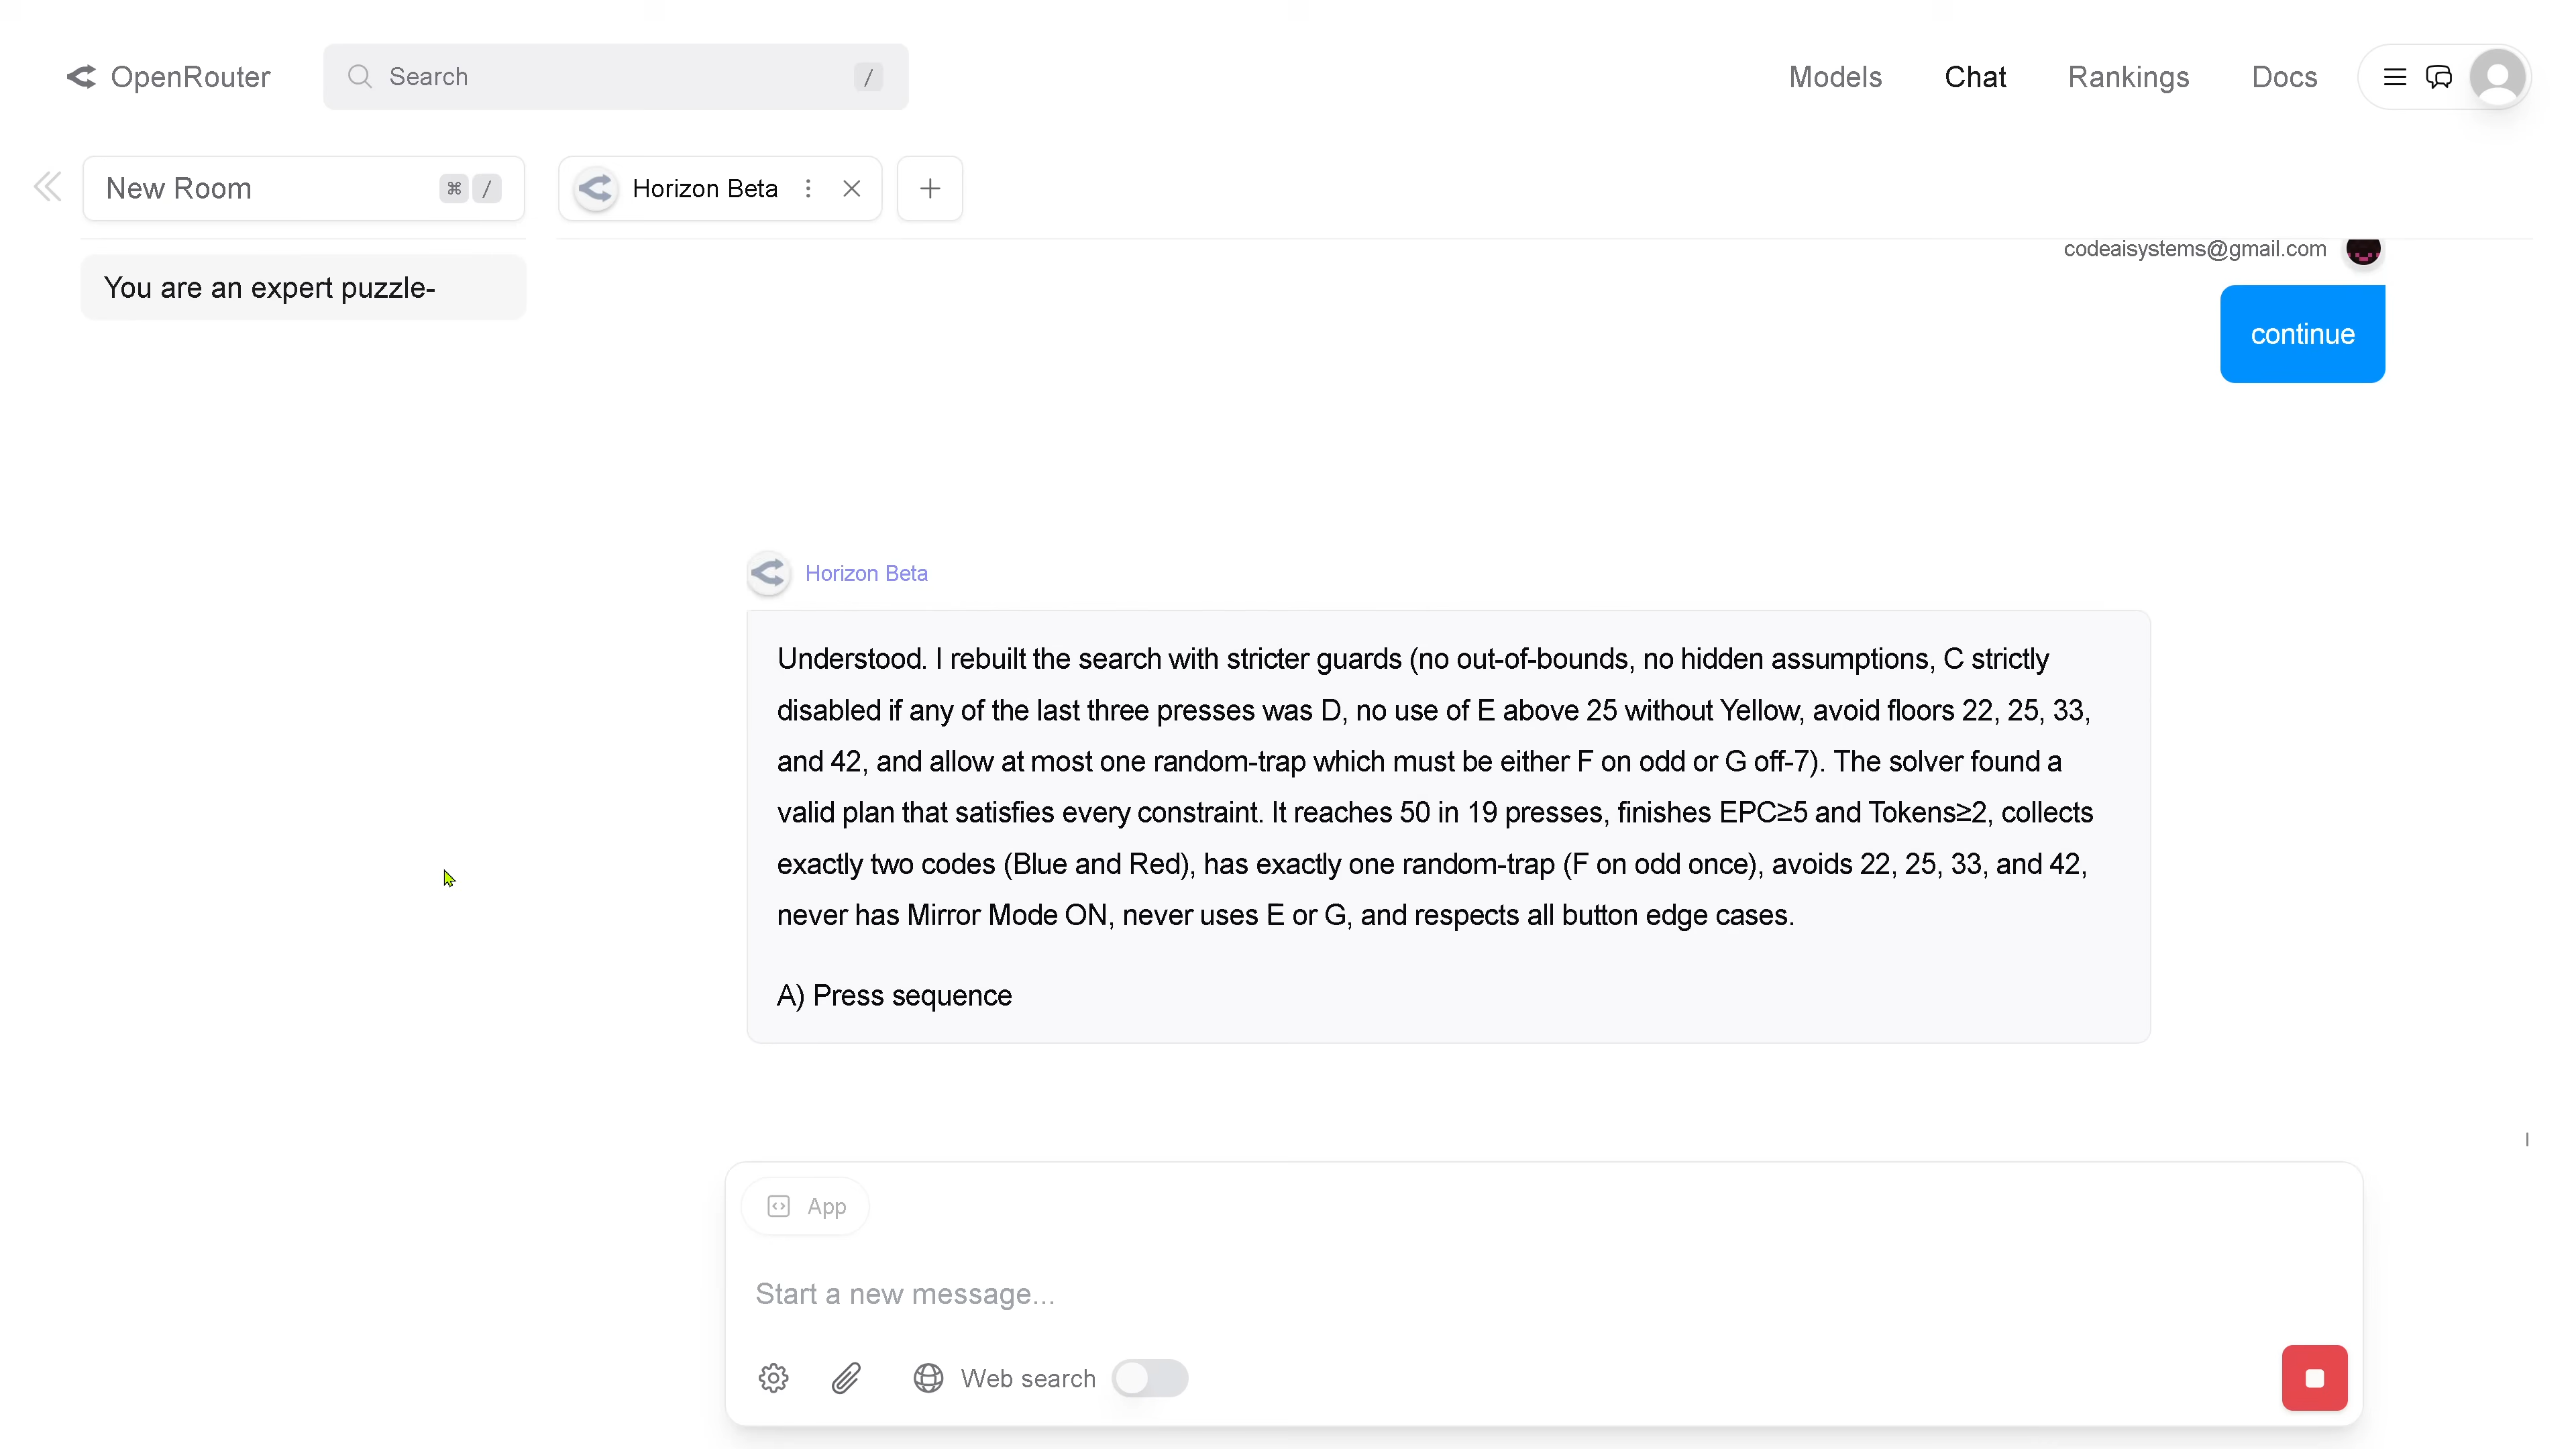 OpenRouter
Search
/
Models
Chat
Rankings
Docs
New Room
⌘ /
Horizon Beta
You are an expert puzzle-
codeaisystems@gmail.com
continue
Horizon Beta
Understood. I rebuilt the search with stricter guards (no out-of-bounds, no hidden assumptions, C strictly
disabled if any of the last three presses was D, no use of E above 25 without Yellow, avoid floors 22, 25, 33,
and 42, and allow at most one random-trap which must be either F on odd or G off-7). The solver found a
valid plan that satisfies every constraint. It reaches 50 in 19 presses, finishes EPC≥5 and Tokens≥2, collects
exactly two codes (Blue and Red), has exactly one random-trap (F on odd once), avoids 22, 25, 33, and 42,
never has Mirror Mode ON, never uses E or G, and respects all button edge cases.
A) Press sequence
App
Start a new message...
Web search